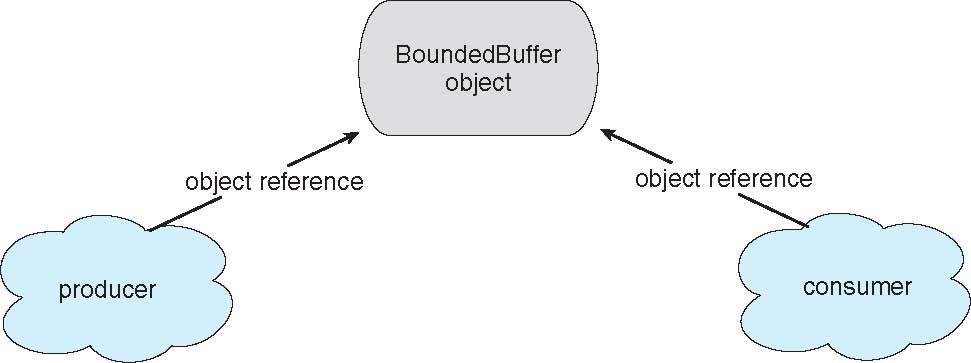 BoundedBuffer
object
object reference
object reference
producer
consumer